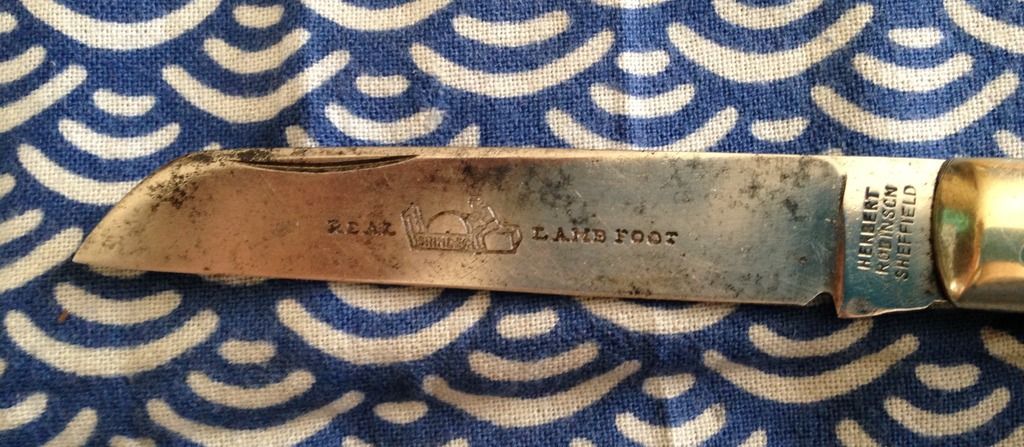 REAL LAMB FOOT
HERBERT
ROBINSON
SHEFFIELD